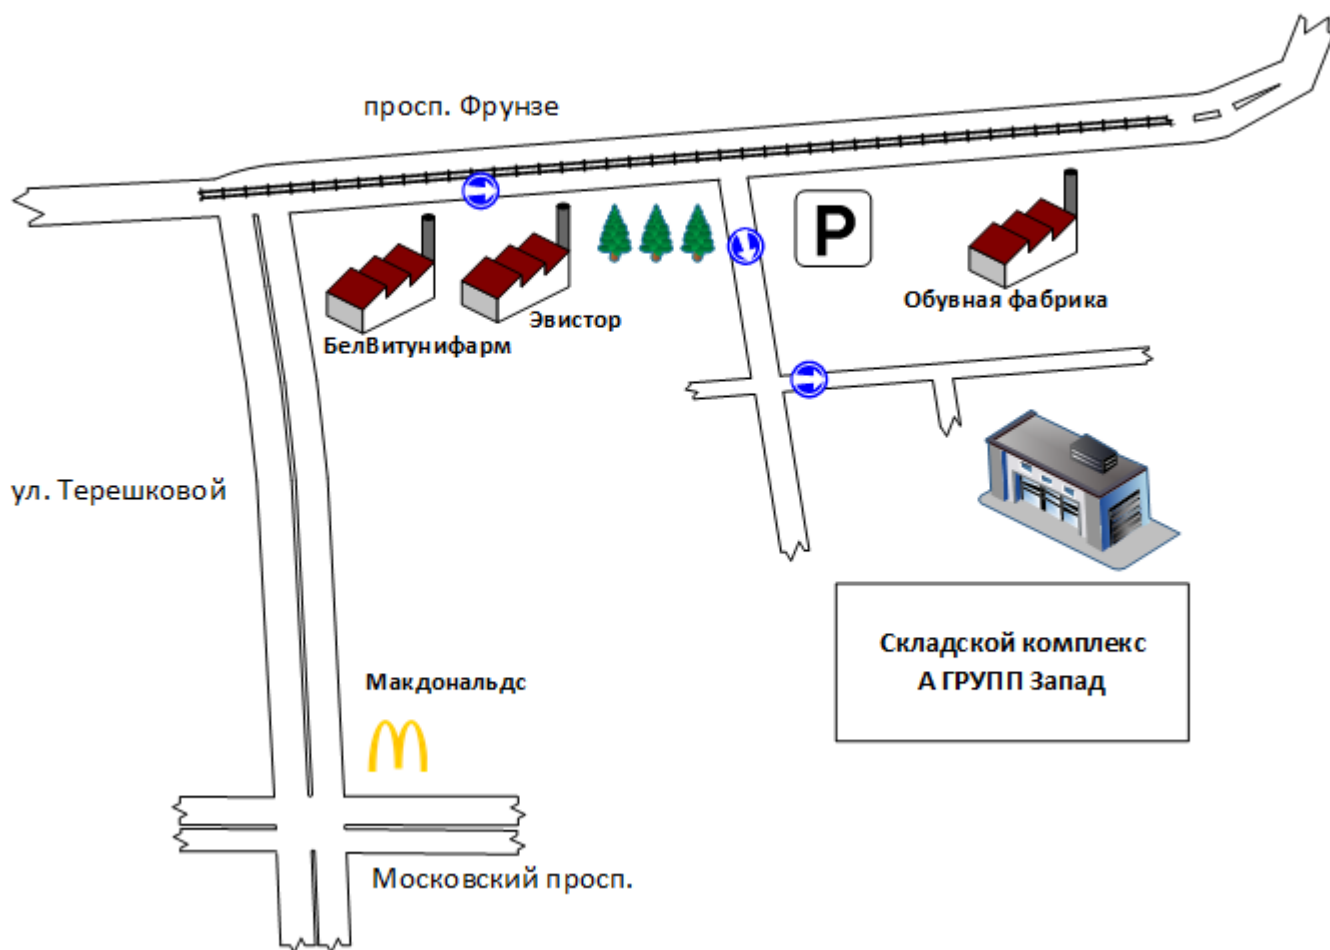 просп. Фрунзе
P
Обувная фабрика
Эвистор
БелВитунифарм
ул. Терешковой
Складской комплекс
А ГРУПП Запад
Макдональдс
Московский просп.